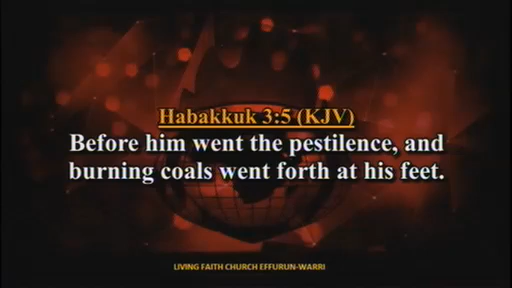 Habakkuk 3:5 (KJV)
Before him went the pestilence, and
burning coals went forth at his feet.
LIVING FAITH CHURCH EFFURUN-WARRI